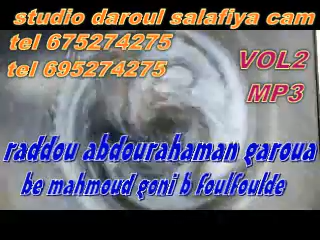 studio daroul salafiya cam
tel 675274275
tel 695274275
VOL2
MP3
raddou abdourahaman garoua
be mahmoud goni b foulfoulde